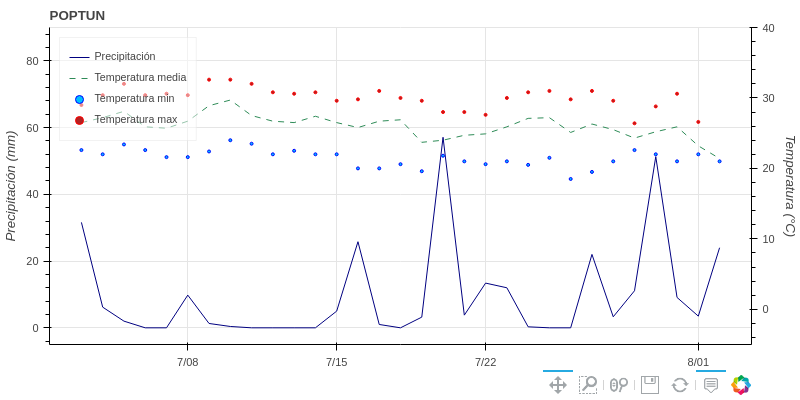 POPTUN
Precipitación
Temperatura media
Temperatura min
Temperatura max
Precipitación (mm)
80
60
40
20
0
Temperatura (°C)
40
30
20
10
0
7/08
7/15
7/22
8/01